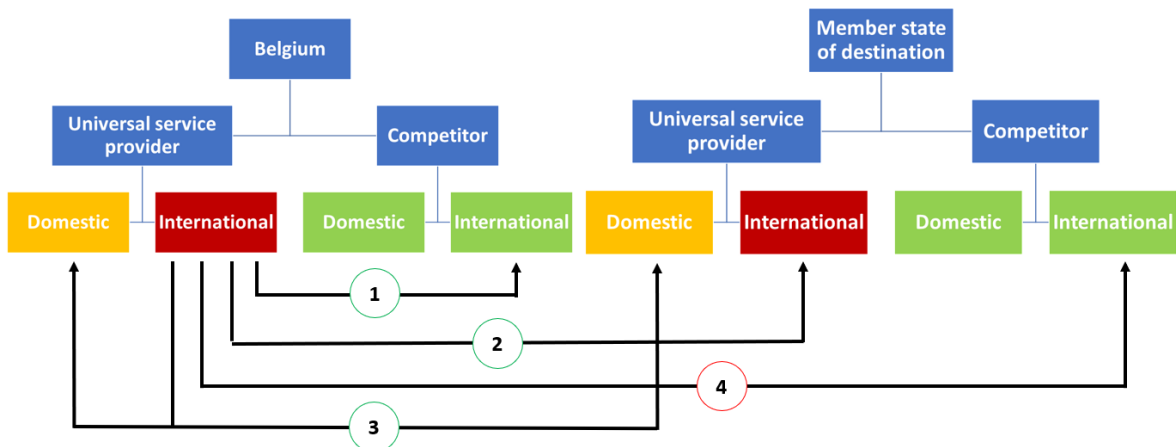 Belgium
Member state
of destination
Universal service
provider
Competitor
Universal service
provider
Competitor
Domestic
International
Domestic
International
Domestic
International
Domestic
International
1
2
4
3